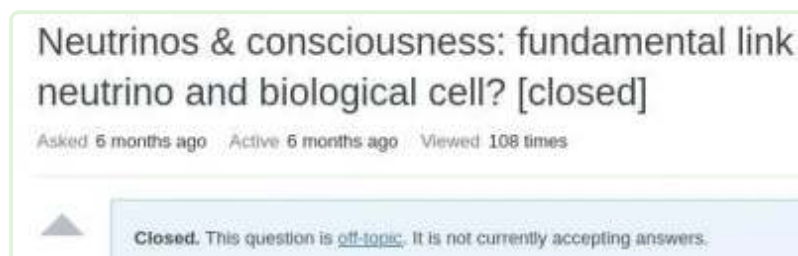 Neutrinos & consciousness: fundamental link
neutrino and biological cell? [closed]
Asked 6 months ago Active 6 months ago Viewed 108 times
Closed. This question is off-topic. It is not currently accepting answers.